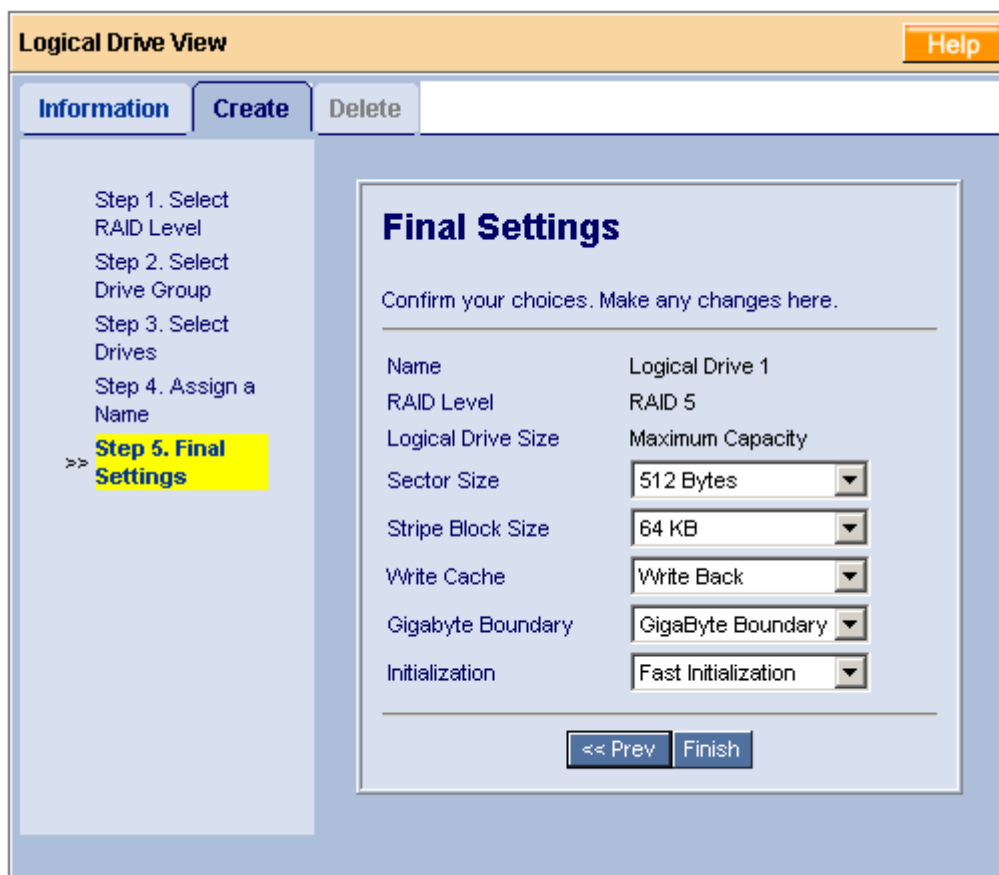 Logical Drive View
Help
Information
Create
Delete
Step 1. Select
RAID Level
Step 2. Select
Drive Group
Step 3. Select
Drives
Step 4. Assign a
Name
>> Step 5. Final
Settings
Final Settings
Confirm your choices. Make any changes here.
Name Logical Drive 1
RAID Level RAID 5
Logical Drive Size Maximum Capacity
Sector Size 512 Bytes
Stripe Block Size 64 KB
Write Cache Write Back
Gigabyte Boundary GigaByte Boundary
Initialization Fast Initialization
<< Prev Finish